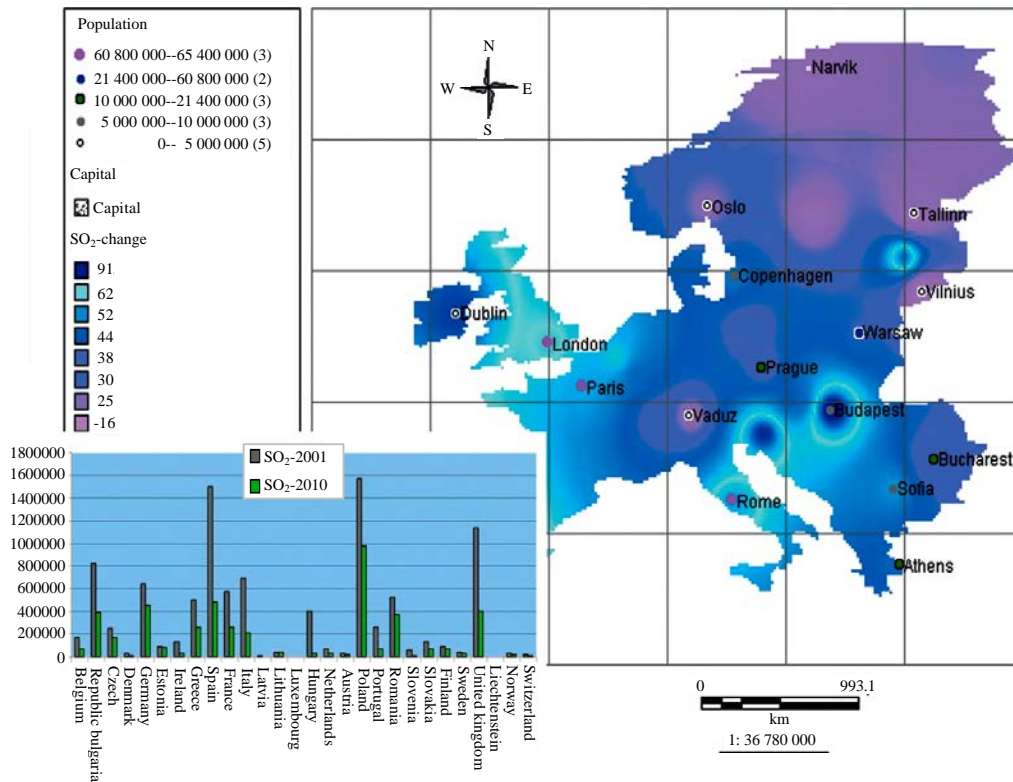 Population
60 800 000--65 400 000 (3)
21 400 000--60 800 000 (2)
10 000 000--21 400 000 (3)
5 000 000--10 000 000 (3)
0-- 5 000 000 (5)
Capital
Capital
SO₂-change
91
62
52
44
38
30
25
-16
N
W E
S
Narvik
Oslo
Tallinn
Copenhagen
Vilnius
Dublin
Warsaw
London
Prague
Paris
Vaduz
Budapest
Bucharest
Sofia
Rome
Athens
SO₂-2001
SO₂-2010
1800000
1600000
1400000
1200000
1000000
800000
600000
400000
200000
0
Belgium
Republic bulgaria
Czech
Denmark
Germany
Estonia
Ireland
Greece
Spain
France
Italy
Latvia
Lithuania
Luxembourg
Hungary
Netherlands
Austria
Poland
Portugal
Romania
Slovenia
Slovakia
Finland
Sweden
United kingdom
Liechtenstein
Norway
Switzerland
0 993.1
km
1: 36 780 000